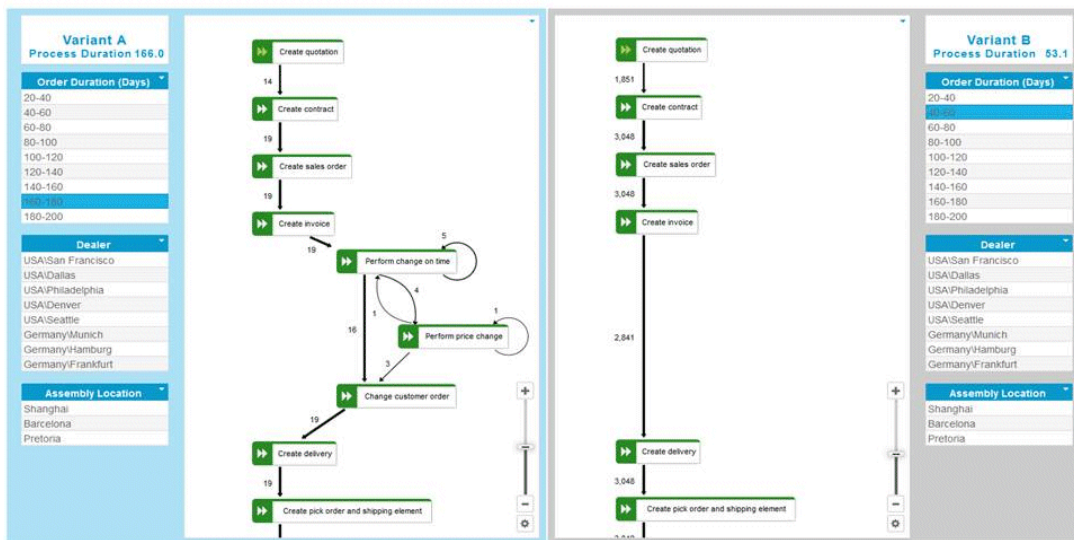 Variant A
Process Duration 166.0
Order Duration (Days)
20-40
40-60
60-80
80-100
100-120
120-140
140-160
160-180
180-200
Dealer
USA\San Francisco
USA\Dallas
USA\Philadelphia
USA\Denver
USA\Seattle
Germany\Munich
Germany\Hamburg
Germany\Frankfurt
Assembly Location
Shanghai
Barcelona
Pretoria
Create quotation
14
Create contract
19
Create sales order
19
Create invoice
19
5
Perform change on time
4
1
16
1
Perform price change
3
Change customer order
19
Create delivery
19
Create pick order and shipping element
Create quotation
1,851
Create contract
3,048
Create sales order
3,048
Create invoice
2,841
Create delivery
3,048
Create pick order and shipping element
Variant B
Process Duration 53.1
Order Duration (Days)
20-40
40-60
60-80
80-100
100-120
120-140
140-160
160-180
180-200
Dealer
USA\San Francisco
USA\Dallas
USA\Philadelphia
USA\Denver
USA\Seattle
Germany\Munich
Germany\Hamburg
Germany\Frankfurt
Assembly Location
Shanghai
Barcelona
Pretoria